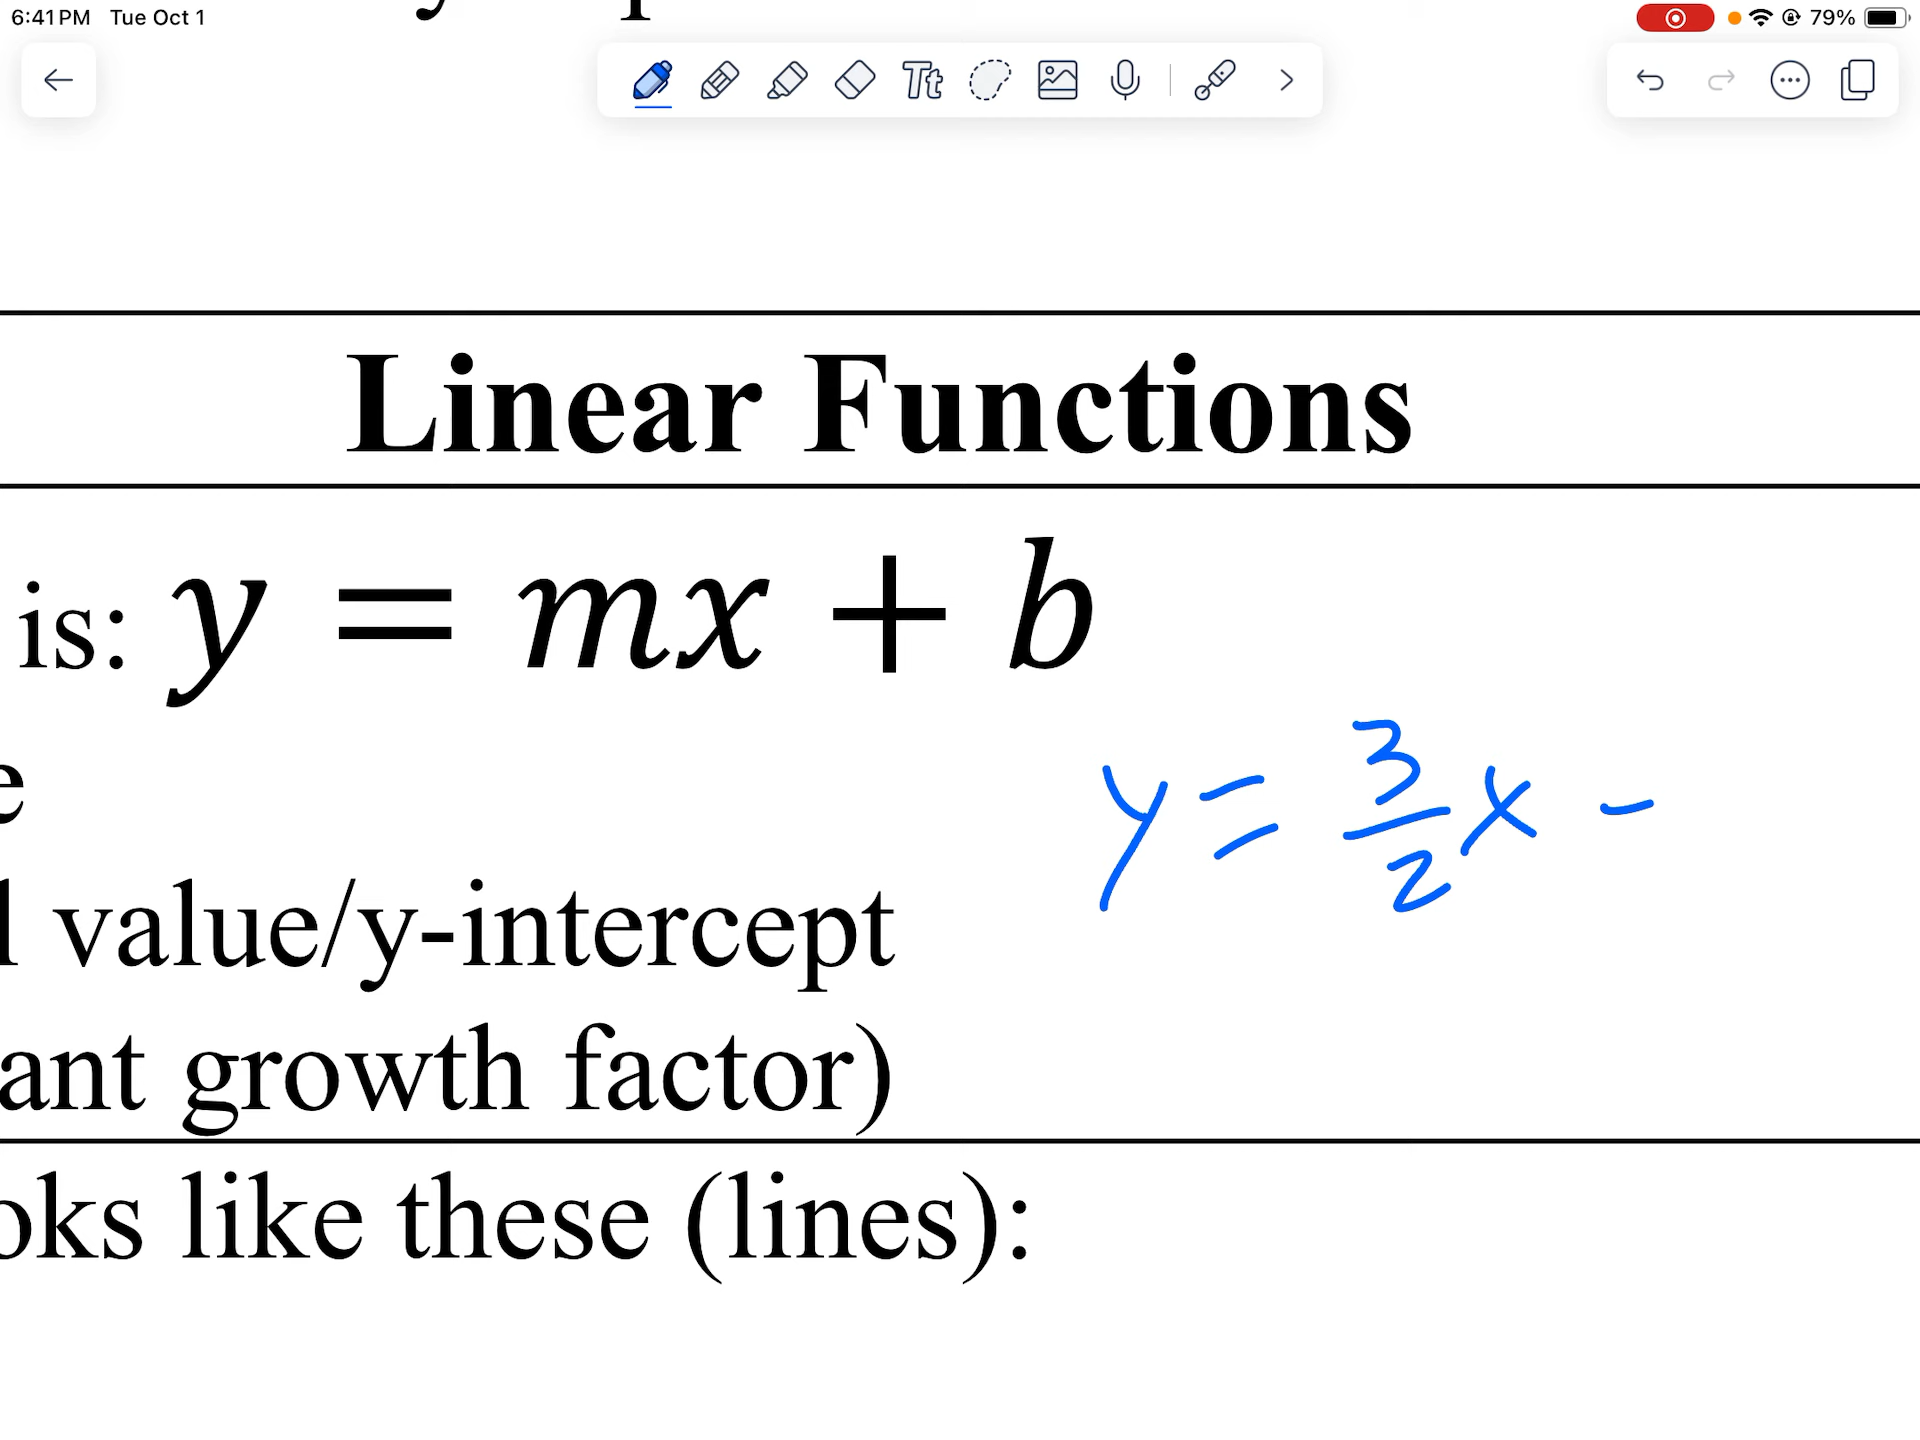 6:41 PM Tue Oct 1
79%
Tt
Linear Functions
is: y = mx + b
e
y = 3/2 x -
l value/y-intercept
ant growth factor)
oks like these (lines):